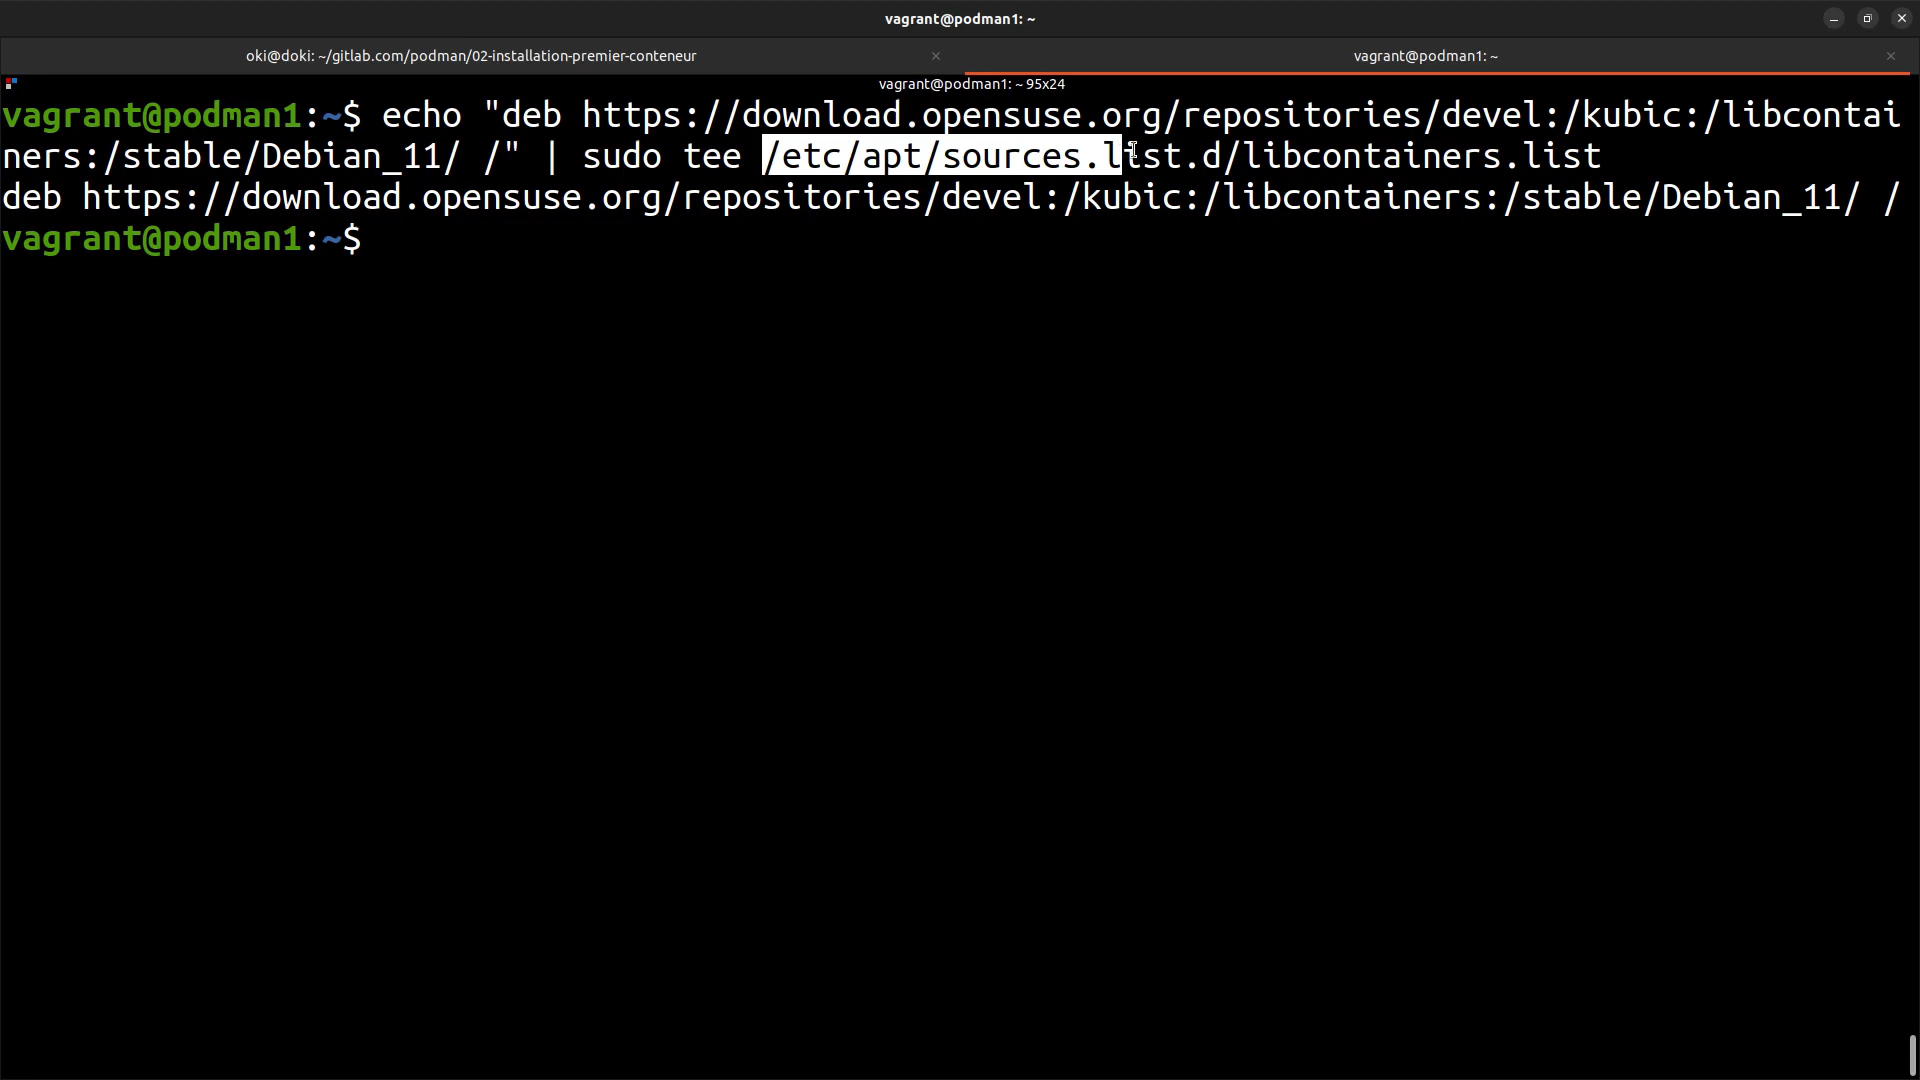 vagrant@podman1: ~
oki@doki: ~/gitlab.com/podman/02-installation-premier-conteneur
vagrant@podman1: ~
vagrant@podman1: ~ 95x24
vagrant@podman1:~$ echo "deb https://download.opensuse.org/repositories/devel:/kubic:/libcontai
ners:/stable/Debian_11/ /" | sudo tee /etc/apt/sources.list.d/libcontainers.list
deb https://download.opensuse.org/repositories/devel:/kubic:/libcontainers:/stable/Debian_11/ /
vagrant@podman1:~$